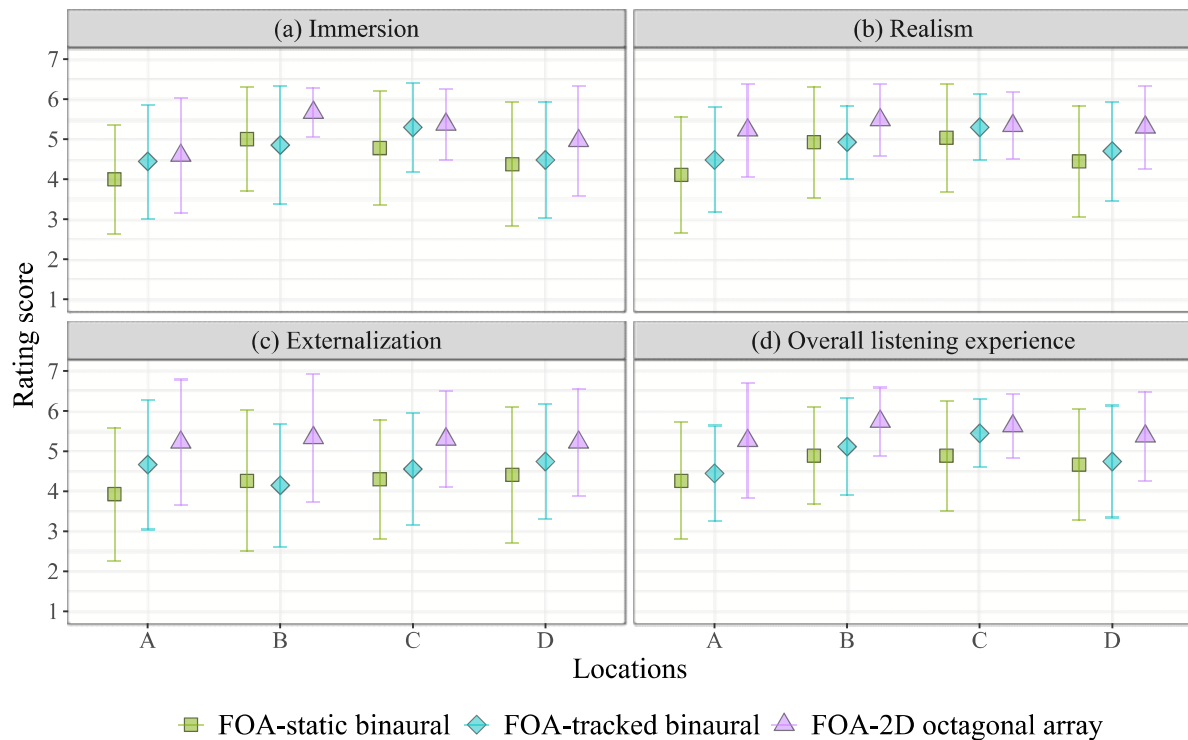 (a) Immersion
(b) Realism
7
6
5
4
3
2
1
(c) Externalization
(d) Overall listening experience
7
6
5
4
3
2
1
Rating score
A B C D
A B C D
Locations
FOA-static binaural FOA-tracked binaural FOA-2D octagonal array